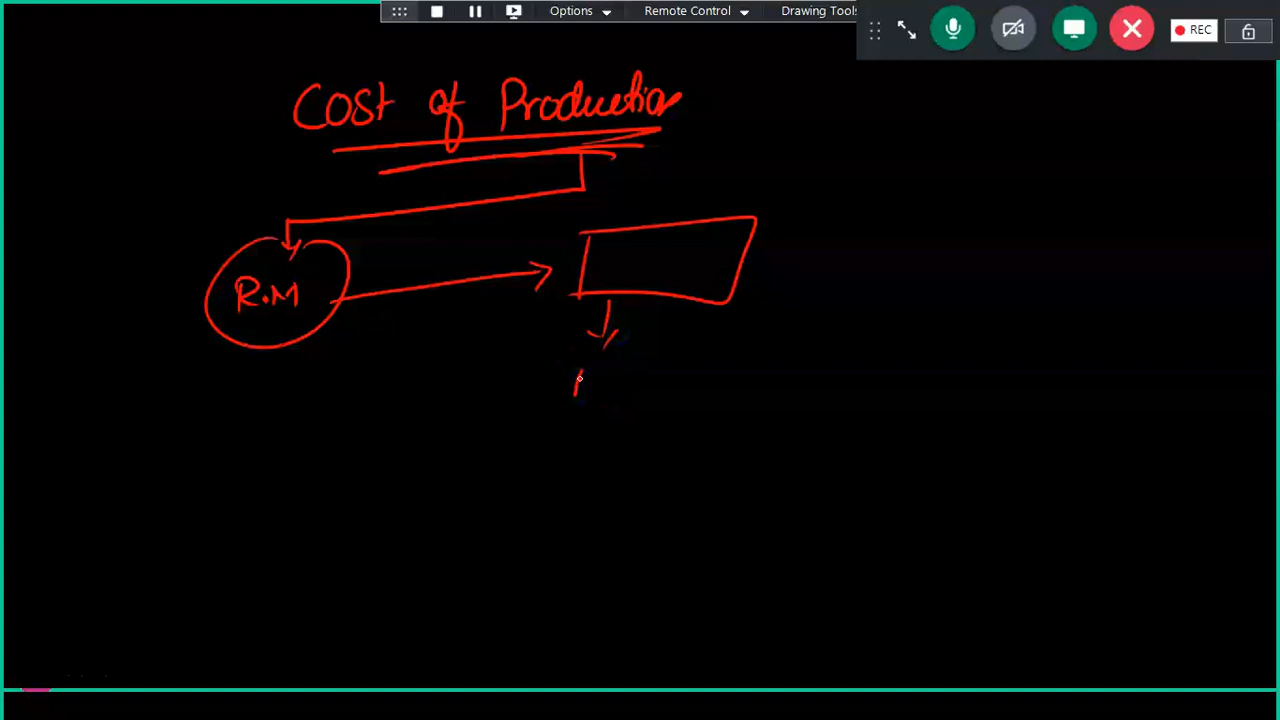 Options
Remote Control
Drawing Tools
REC
Cost of Production
R.M